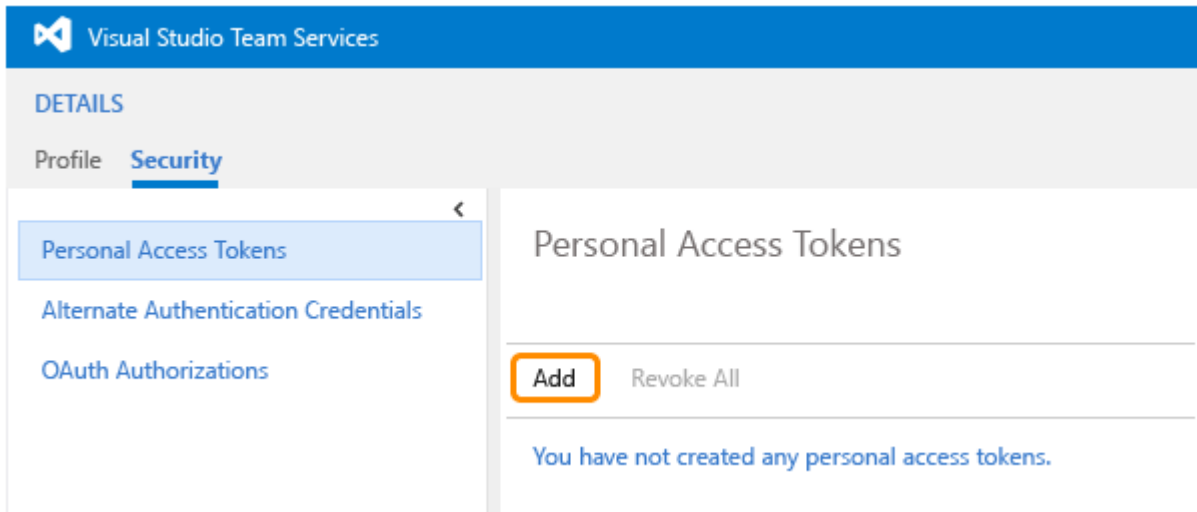 Visual Studio Team Services
DETAILS
Profile Security
Personal Access Tokens
Alternate Authentication Credentials
OAuth Authorizations
Personal Access Tokens
Add Revoke All
You have not created any personal access tokens.